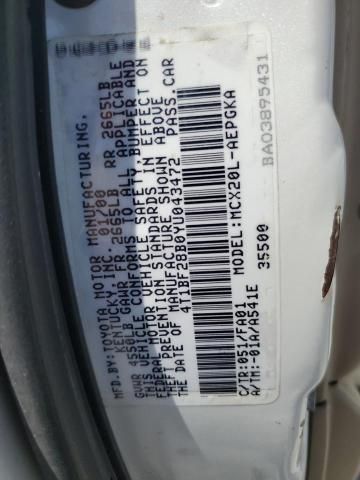 MFD.BY:TOYOTA MOTOR MANUFACTURING,
KENTUCKY, INC. 01/00
GVWR 4550LB GAWR FR 2665LB RR 2665LB
THIS VEHICLE CONFORMS TO ALL APPLICABLE
FEDERAL MOTOR VEHICLE SAFETY, BUMPER AND
THEFT PREVENTION STANDARDS IN EFFECT ON
THE DATE OF MANUFACTURE SHOWN ABOVE
4T1BF28B0YU043472 PASS.CAR
C/TR:051/FA01 MODEL:MCX20L-AEPGKA
A/TM:-01A/A541E 35500
BA03895431